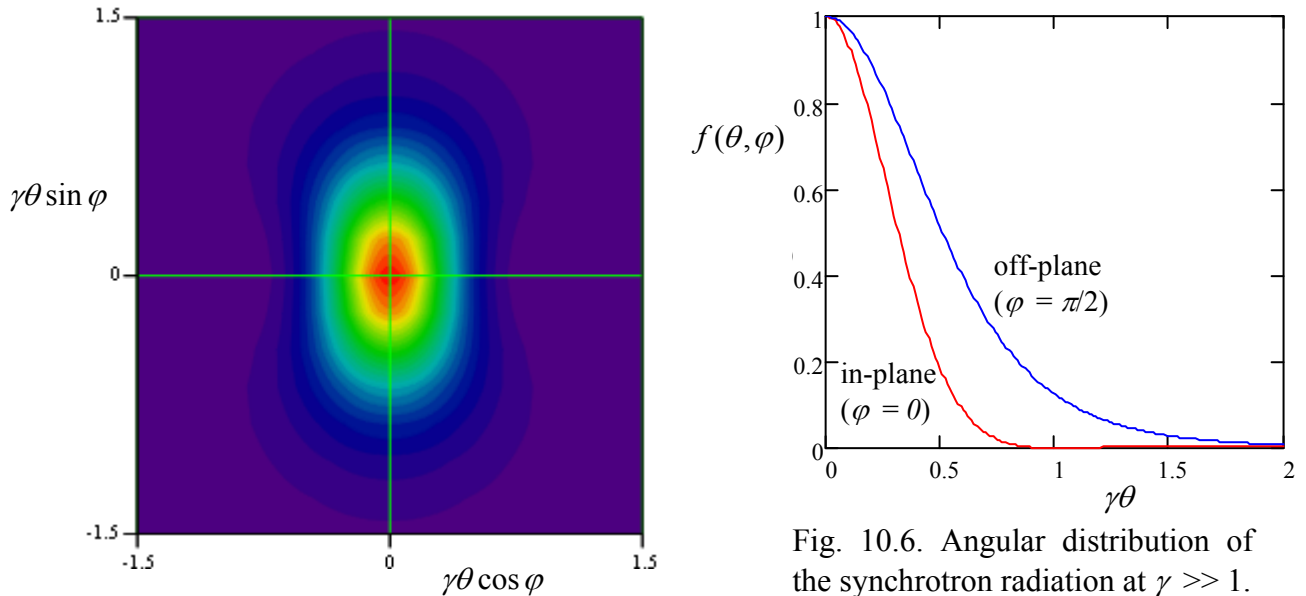 1.5
γθ sin φ
0
-1.5
-1.5
0
1.5
γθ cos φ
f(θ,φ)
1
0.8
0.6
0.4
0.2
0
off-plane
(φ = π/2)
in-plane
(φ = 0)
0
0.5
1
1.5
2
γθ
Fig. 10.6. Angular distribution of
the synchrotron radiation at γ >> 1.